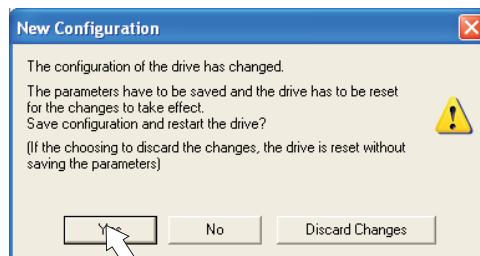 New Configuration
The configuration of the drive has changed.
The parameters have to be saved and the drive has to be reset
for the changes to take effect.
Save configuration and restart the drive?
(If the choosing to discard the changes, the drive is reset without
saving the parameters)
Yes No Discard Changes